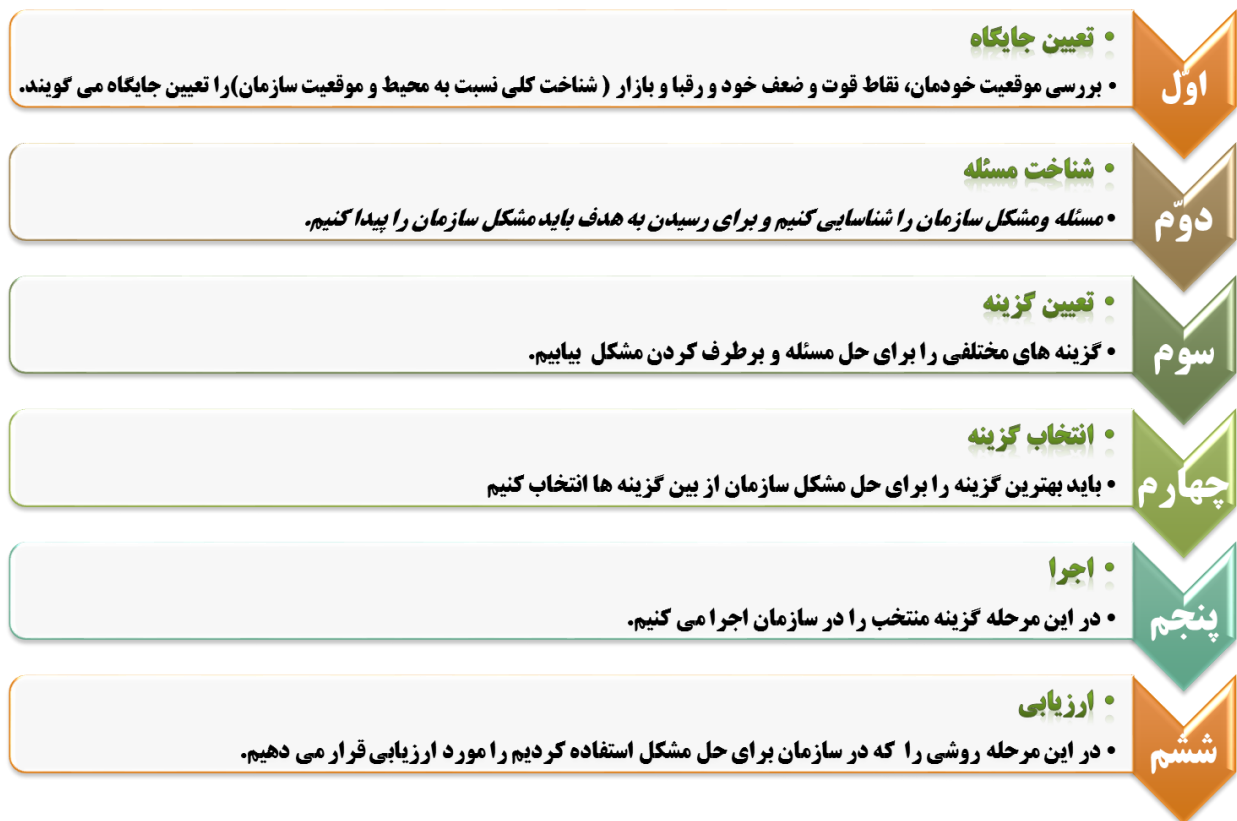 اوّل
• تعیین جایگاه
• بررسی موقعیت خودمان، نقاط قوت و ضعف خود و رقبا و بازار ( شناخت کلی نسبت به محیط و موقعیت سازمان)را تعیین جایگاه می گویند.
دوّم
• شناخت مسئله
• مسئله ومشکل سازمان را شناسایی کنیم و برای رسیدن به هدف باید مشکل سازمان را پیدا کنیم.
سوم
• تعیین گزینه
• گزینه های مختلفی را برای حل مسئله و برطرف کردن مشکل بیابیم.
چهارم
• انتخاب گزینه
• باید بهترین گزینه را برای حل مشکل سازمان از بین گزینه ها انتخاب کنیم
پنجم
• اجرا
• در این مرحله گزینه منتخب را در سازمان اجرا می کنیم.
ششم
• ارزیابی
• در این مرحله روشی را که در سازمان برای حل مشکل استفاده کردیم را مورد ارزیابی قرار می دهیم.